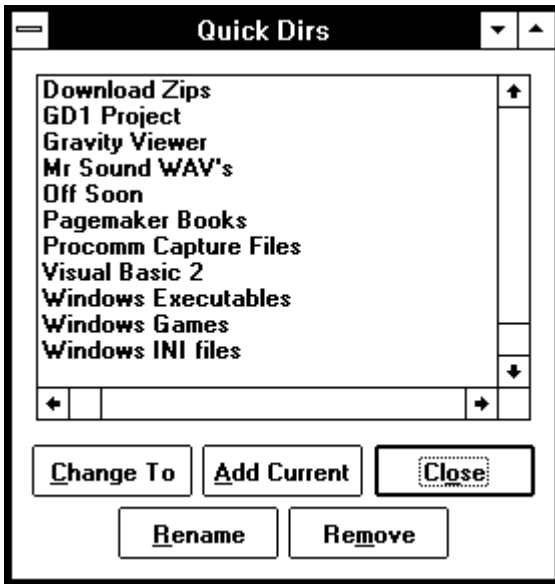 Quick Dirs
Download Zips
GD1 Project
Gravity Viewer
Mr Sound WAV's
Off Soon
Pagemaker Books
Procomm Capture Files
Visual Basic 2
Windows Executables
Windows Games
Windows INI files
Change To Add Current Close
Rename Remove